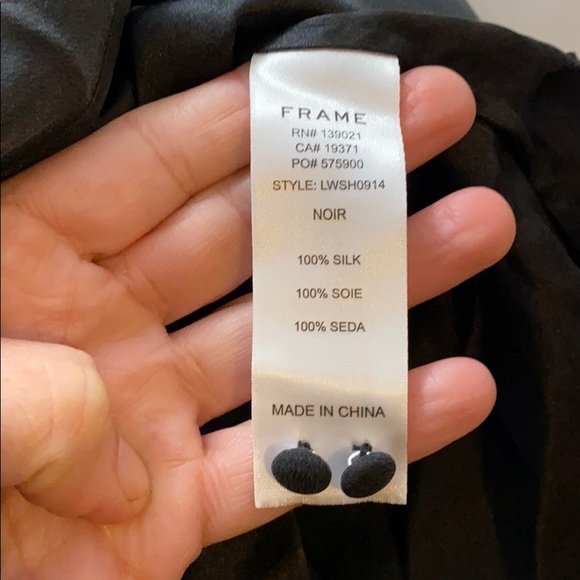 FRAME
RN# 139021
CA# 19371
PO# 575900
STYLE: LWSH0914
NOIR
100% SILK
100% SOIE
100% SEDA
MADE IN CHINA